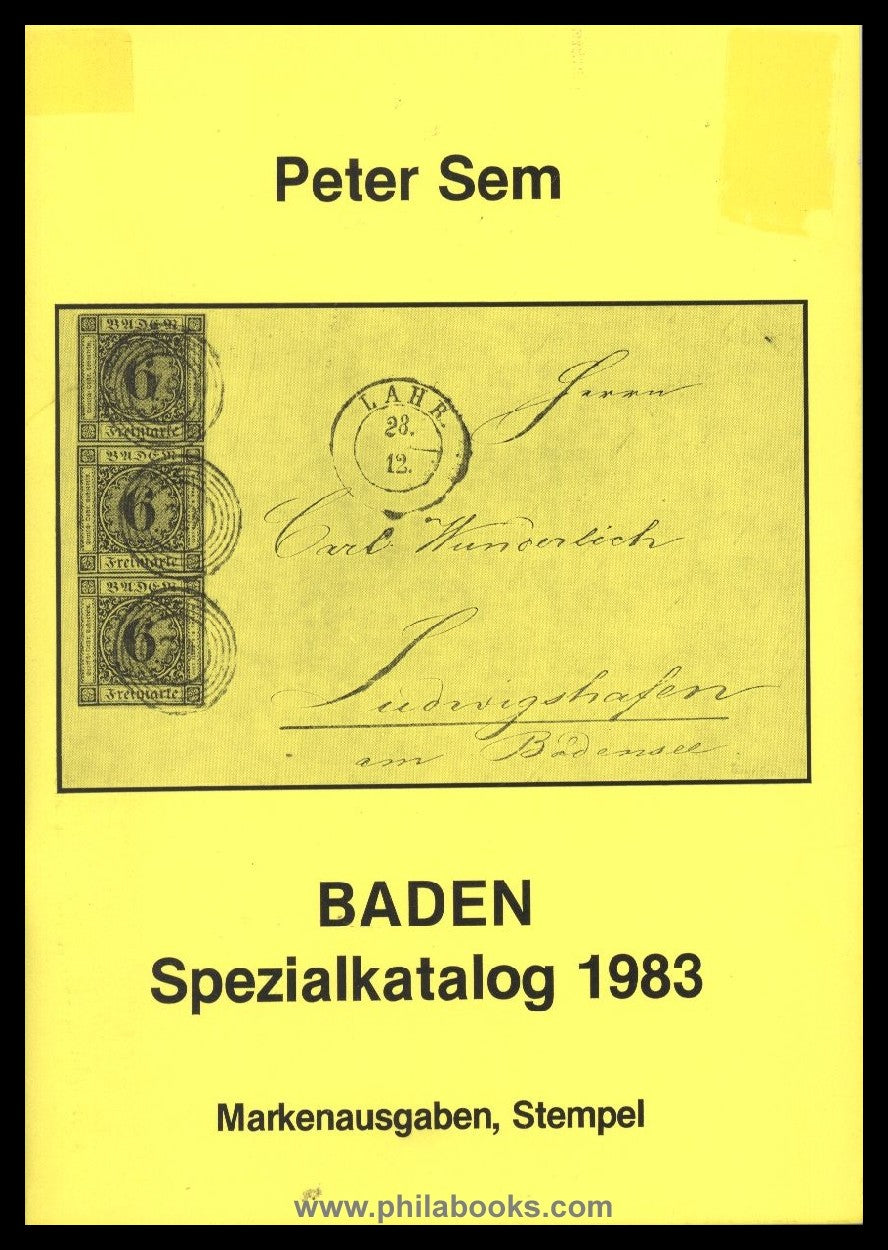 Peter Sem
BADEN
6
Freimarke
BADEN
6
Freimarke
BADEN
6
Freimarke
LAHR.
28.
12.
Herrn
Carl Wunderlich
Ludwigshafen
am Bodensee
BADEN
Spezialkatalog 1983
Markenausgaben, Stempel
www.philabooks.com